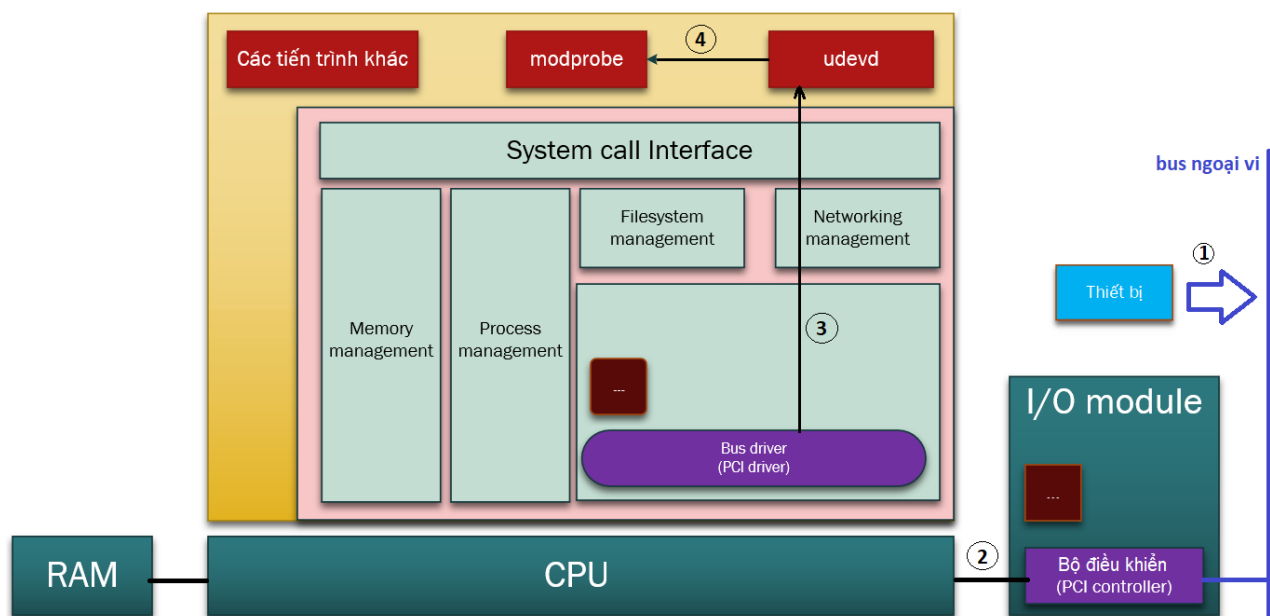 Các tiến trình khác
modprobe
④
udevd
System call Interface
bus ngoại vi
Memory
management
Process
management
Filesystem
management
Networking
management
①
Thiết bị
③
...
Bus driver
(PCI driver)
I/O module
...
RAM
CPU
②
Bộ điều khiển
(PCI controller)